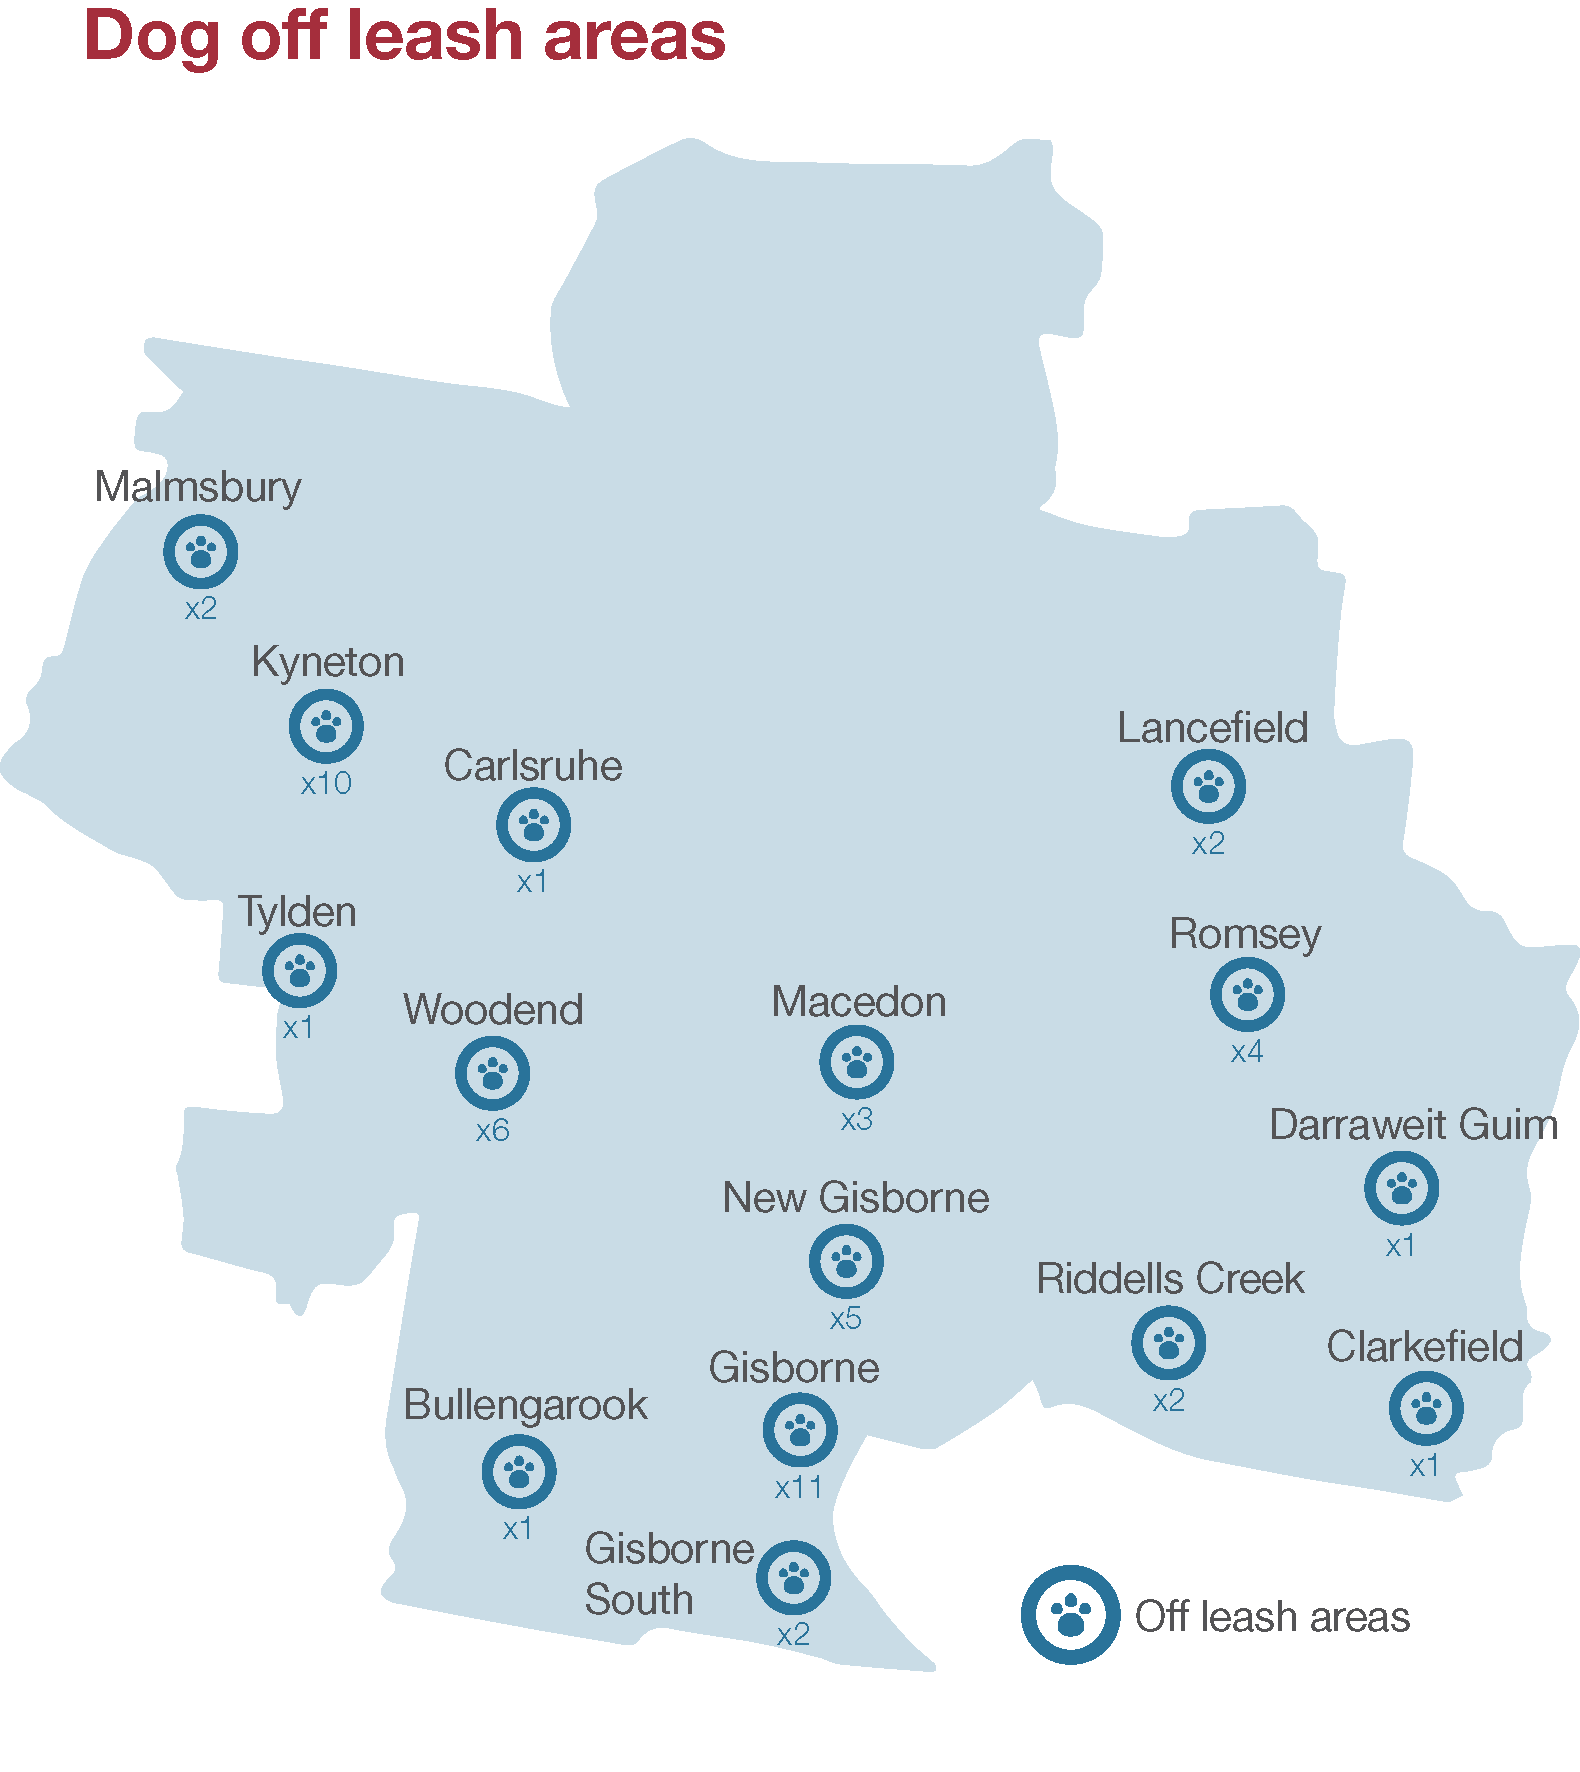 Dog off leash areas
Malmsbury
x2
Kyneton
x10
Carlsruhe
x1
Lancefield
x2
Tylden
x1
Romsey
x4
Woodend
x6
Macedon
x3
Darraweit Guim
x1
New Gisborne
x5
Riddells Creek
x2
Clarkefield
x1
Gisborne
x11
Bullengarook
x1
Gisborne
South
x2
Off leash areas